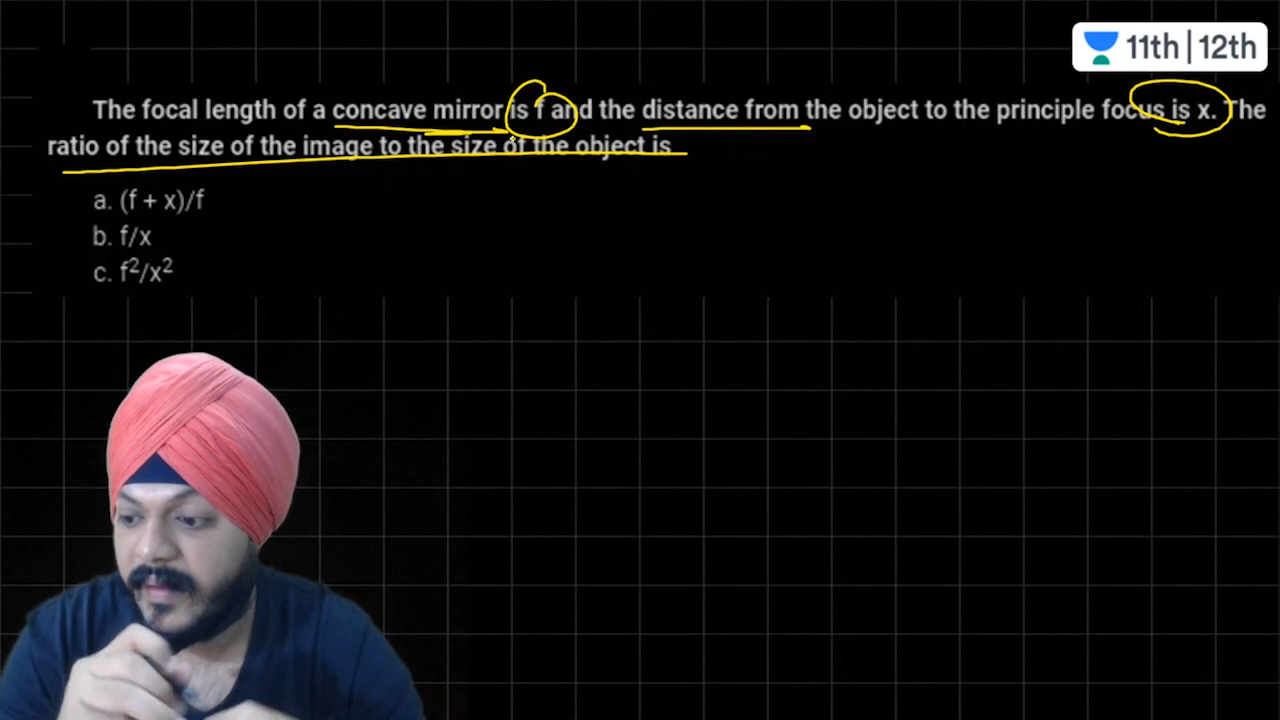 11th | 12th
The focal length of a concave mirror is f and the distance from the object to the principle focus is x. The
ratio of the size of the image to the size of the object is
a. (f + x)/f
b. f/x
c. f²/x²